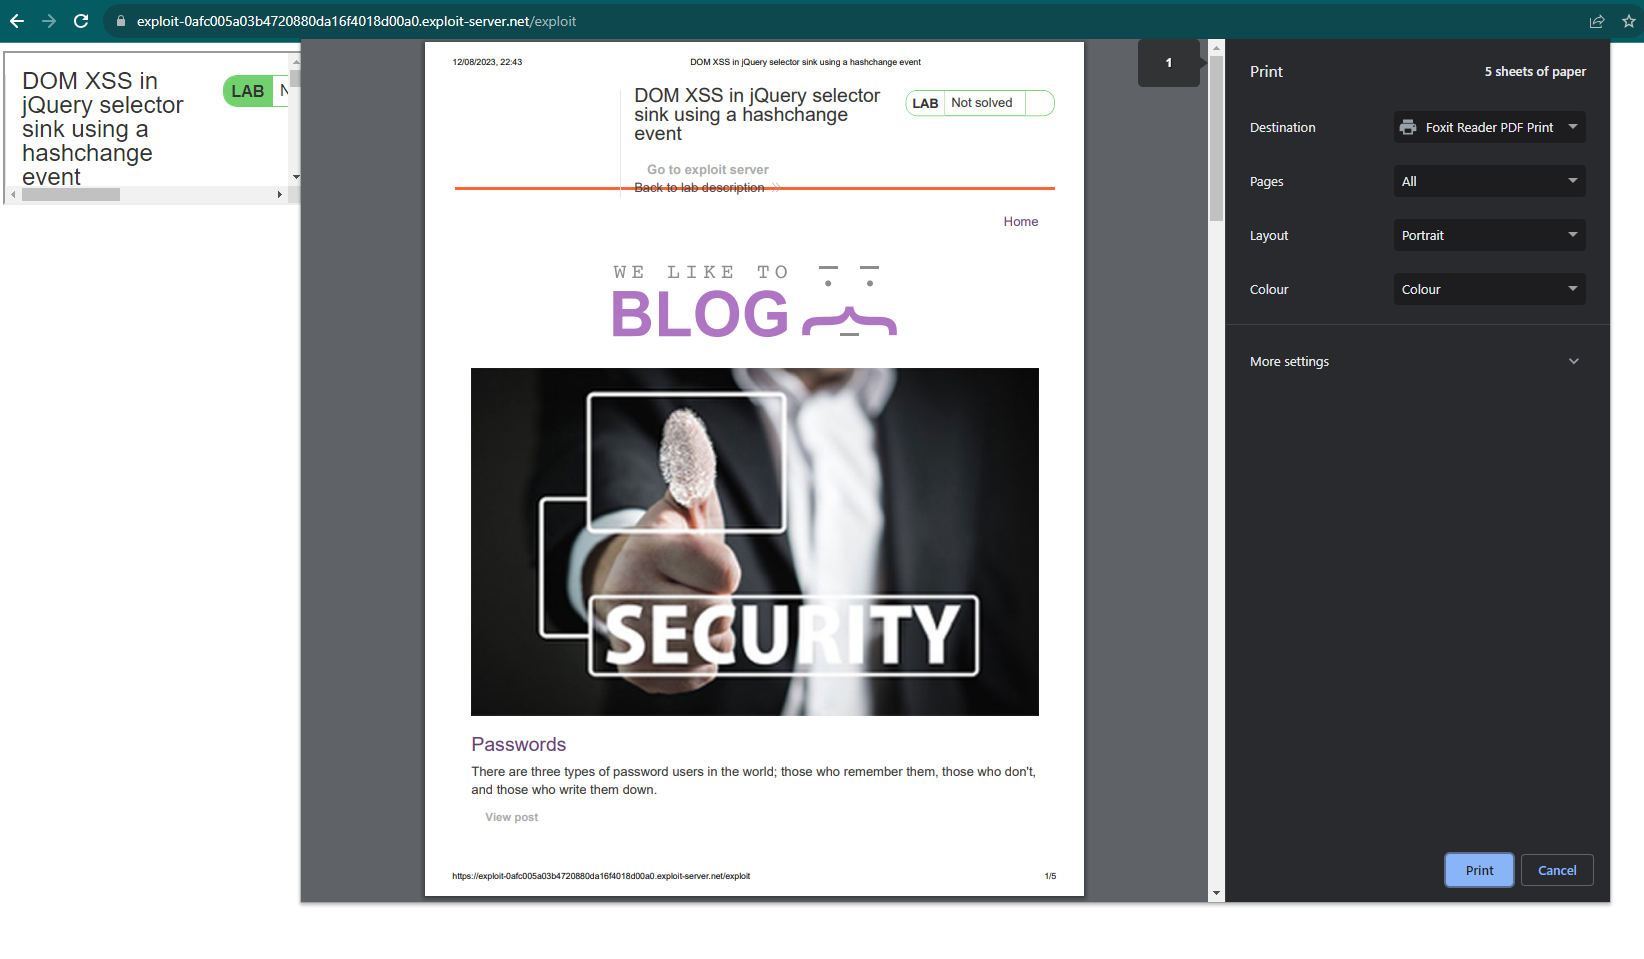 exploit-0afc005a03b4720880da16f4018d00a0.exploit-server.net/exploit
DOM XSS in
jQuery selector
sink using a
hashchange
event
LAB N
12/08/2023, 22:43
DOM XSS in jQuery selector sink using a hashchange event
DOM XSS in jQuery selector
sink using a hashchange
event
LAB Not solved
Go to exploit server
Back to lab description
Home
WE LIKE TO
BLOG
SECURITY
Passwords
There are three types of password users in the world; those who remember them, those who don't,
and those who write them down.
View post
https://exploit-0afc005a03b4720880da16f4018d00a0.exploit-server.net/exploit
1/5
1
Print
5 sheets of paper
Destination
Foxit Reader PDF Print
Pages
All
Layout
Portrait
Colour
Colour
More settings
Print
Cancel